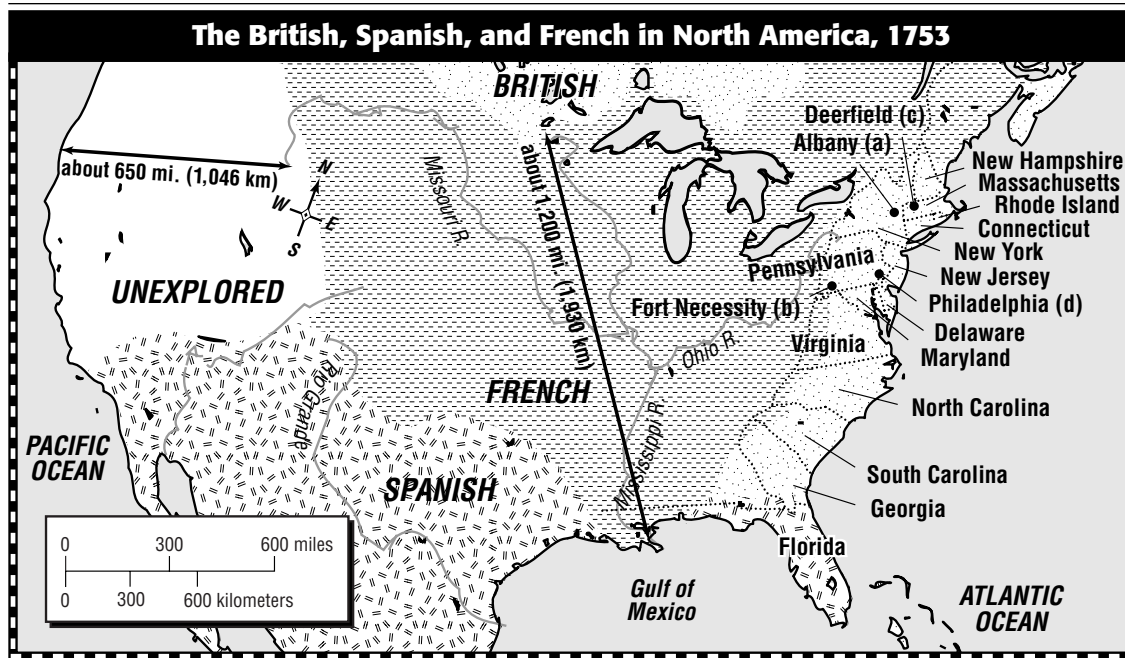 The British, Spanish, and French in North America, 1753
BRITISH
Deerfield (c)
Albany (a)
about 650 mi. (1,046 km)
N
W
E
S
Missouri R.
about 1,200 mi. (1,930 km)
New Hampshire
Massachusetts
Rhode Island
Connecticut
New York
Pennsylvania
New Jersey
UNEXPLORED
Fort Necessity (b)
Philadelphia (d)
Delaware
Virginia
Maryland
Ohio R.
Rio Grande
FRENCH
North Carolina
PACIFIC
OCEAN
Mississippi R.
SPANISH
South Carolina
Georgia
0 300 600 miles
0 300 600 kilometers
Florida
Gulf of
Mexico
ATLANTIC
OCEAN